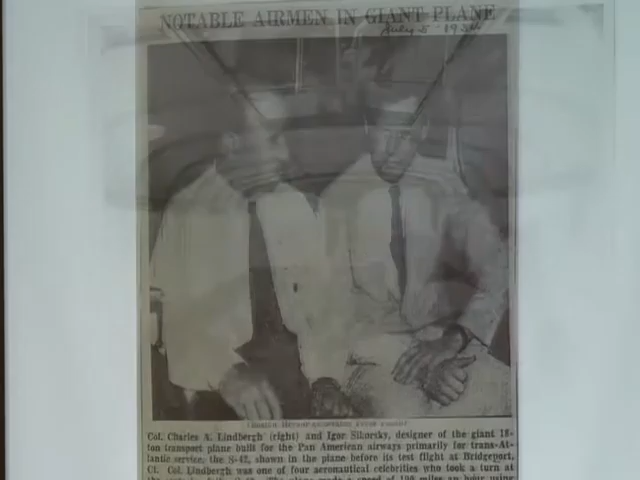 NOTABLE AIRMEN IN GIANT PLANE
July 5 1934
Col. Charles A. Lindbergh (right) and Igor Sikorsky, designer of the giant 18-
ton transport plane built for the Pan American airways primarily for trans-At-
lantic service, the S-42, shown in the plane before its test flight at Bridgeport,
Ct. Col. Lindbergh was one of four aeronautical celebrities who took a turn at